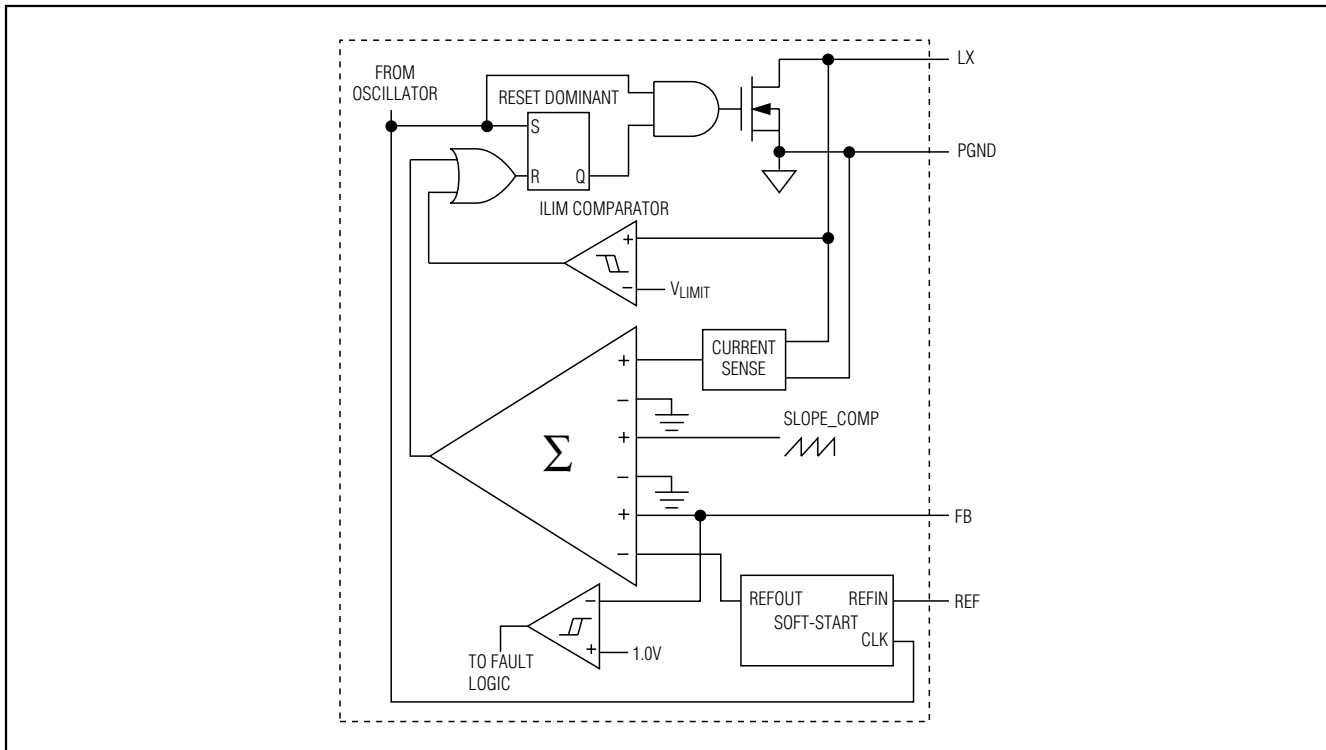 FROM
OSCILLATOR
RESET DOMINANT
S
R
Q
LX
PGND
ILIM COMPARATOR
+
−
VLIMIT
CURRENT
SENSE
+
−
+
−
+
−
Σ
SLOPE_COMP
FB
REFOUT
REFIN
SOFT-START
CLK
REF
−
+
1.0V
TO FAULT
LOGIC